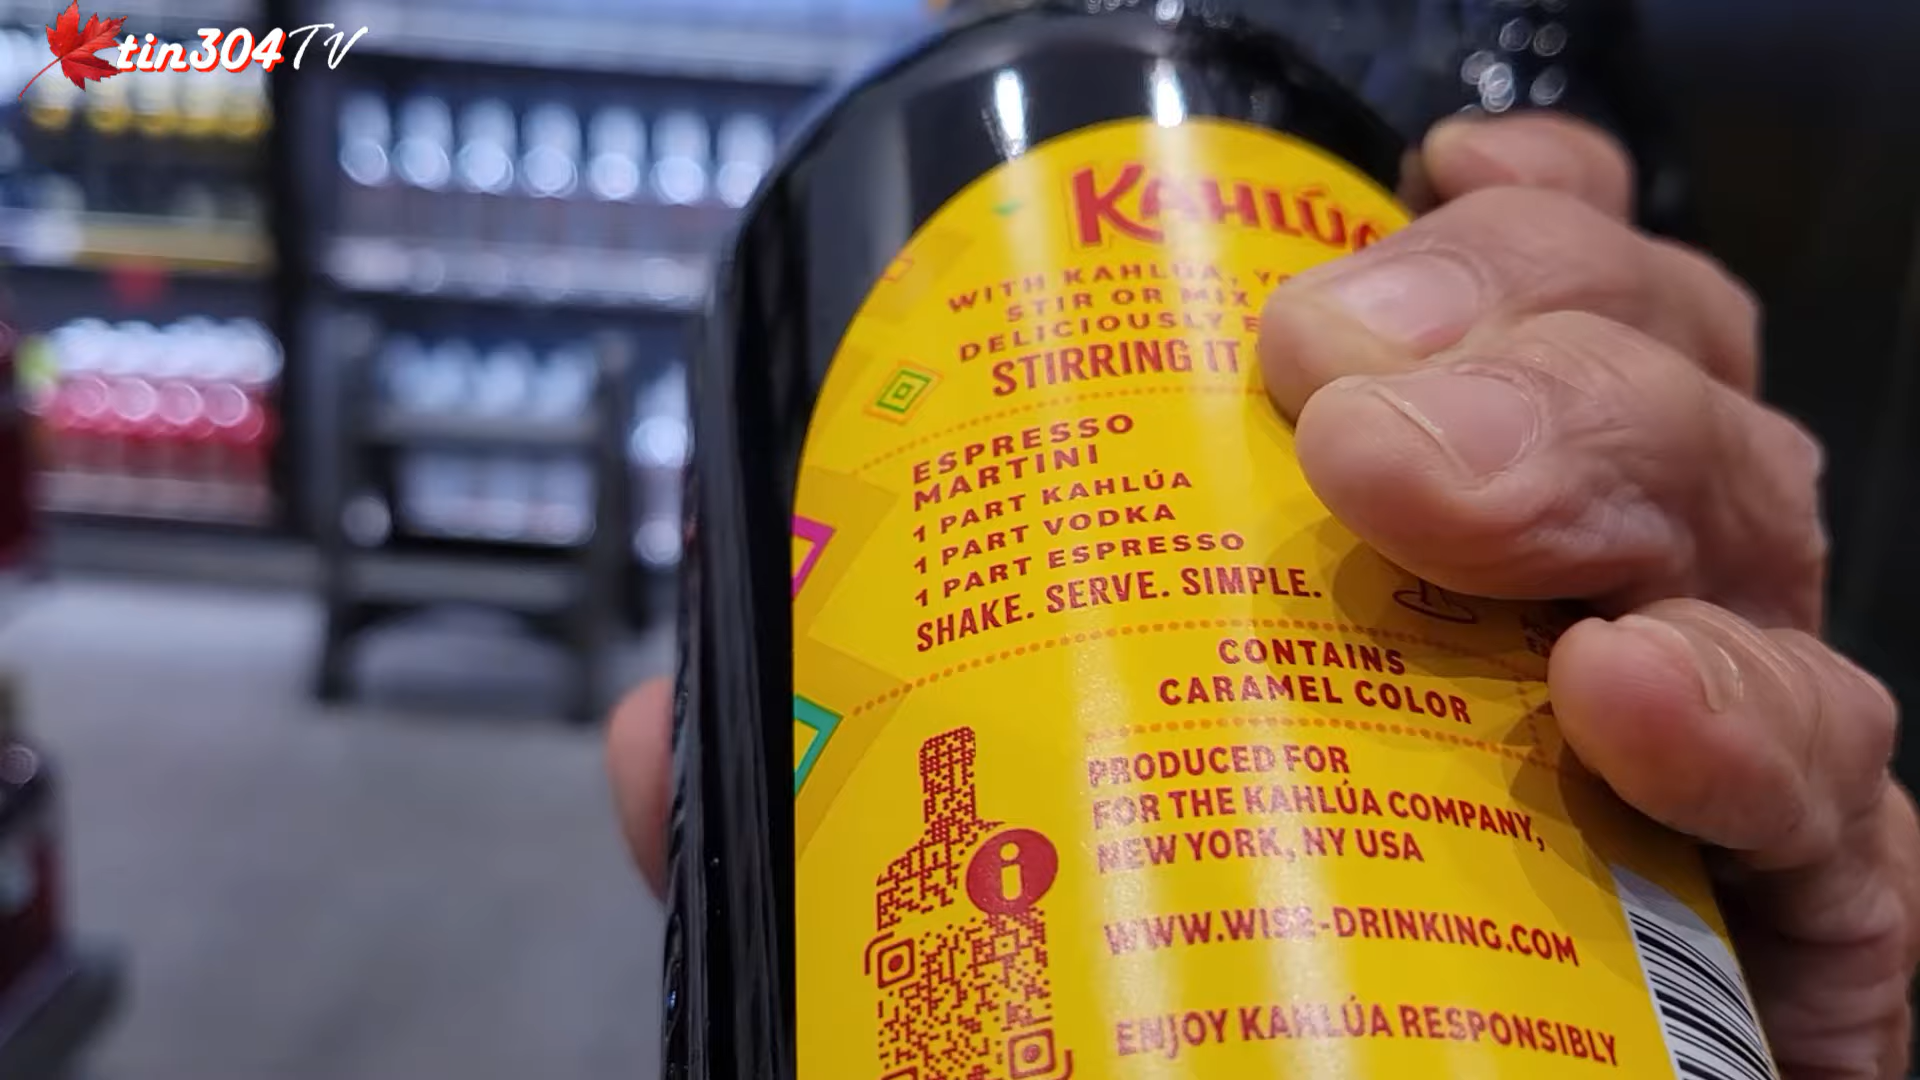 tin304TV
KAHLÚA
WITH KAHLÚA,
STIR OR MIX
DELICIOUSLY
STIRRING IT
ESPRESSO
MARTINI
1 PART KAHLÚA
1 PART VODKA
1 PART ESPRESSO
SHAKE. SERVE. SIMPLE.
CONTAINS
CARAMEL COLOR
PRODUCED FOR
FOR THE KAHLÚA COMPANY,
NEW YORK, NY USA
WWW.WISE-DRINKING.COM
ENJOY KAHLÚA RESPONSIBLY